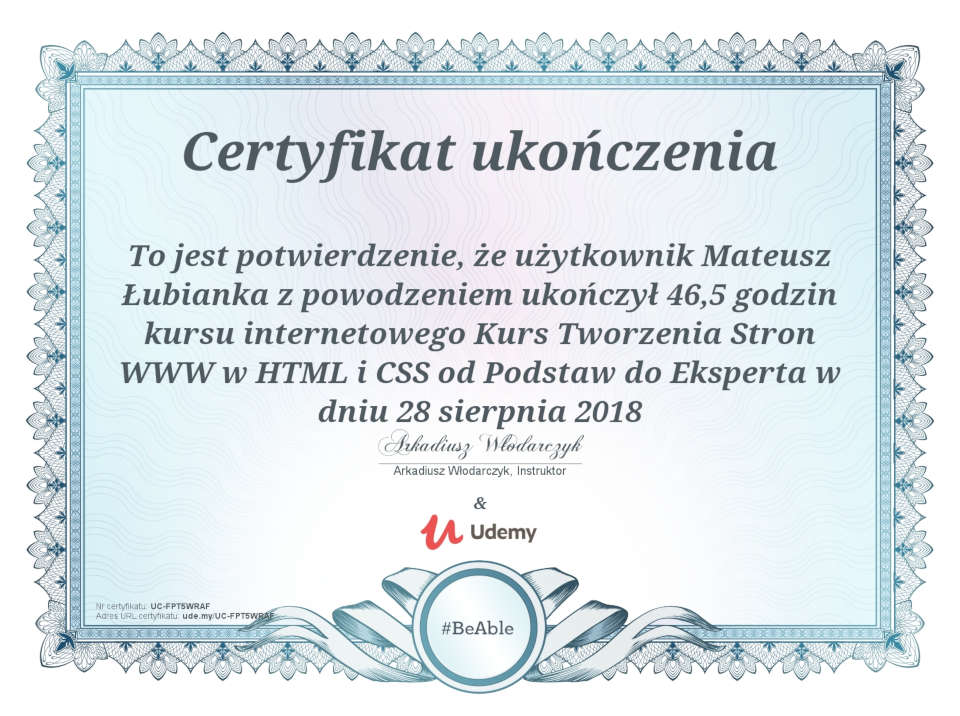 Certyfikat ukończenia
To jest potwierdzenie, że użytkownik Mateusz
Łubianka z powodzeniem ukończył 46,5 godzin
kursu internetowego Kurs Tworzenia Stron
WWW w HTML i CSS od Podstaw do Eksperta w
dniu 28 sierpnia 2018
Arkadiusz Włodarczyk
Arkadiusz Włodarczyk, Instruktor
&
Udemy
Nr certyfikatu: UC-FPT5WRAF
Adres URL certyfikatu: ude.my/UC-FPT5WRAF
#BeAble